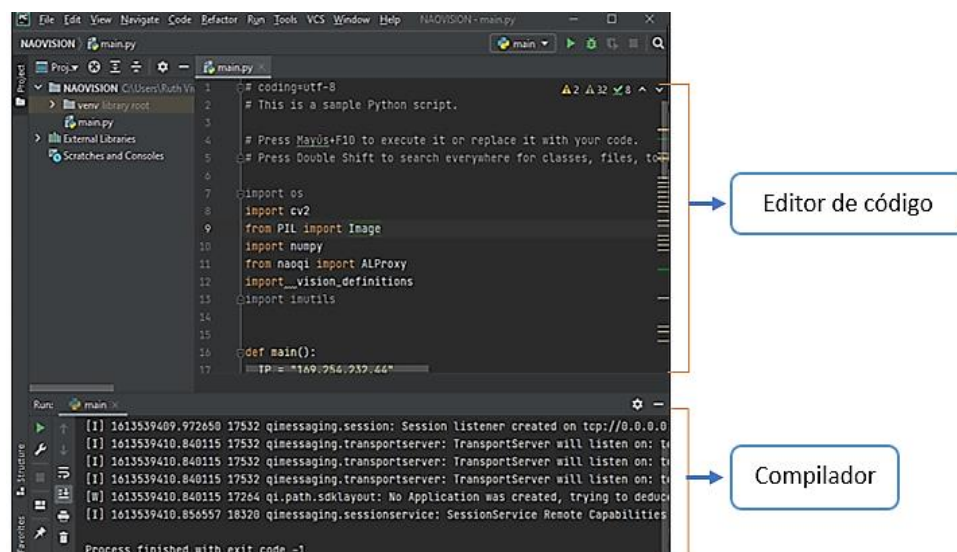 PC File Edit View Navigate Code Refactor Run Tools VCS Window Help NAOVISION - main.py
NAOVISION main.py
main
Project
Proj.
main.py
NAOVISION C:\Users\Ruth Vi
venv library root
main.py
External Libraries
Scratches and Consoles
2 32 8
1 # coding=utf-8
2 # This is a sample Python script.
3
4 # Press Mayús+F10 to execute it or replace it with your code.
5 # Press Double Shift to search everywhere for classes, files, to
6
7 import os
8 import cv2
9 from PIL import Image
10 import numpy
11 from naoqi import ALProxy
12 import__vision_definitions
13 import imutils
14
15
16 def main():
17 IP = "169.254.232.44"
Editor de código
Run: main
[I] 1613539409.972650 17532 qimessaging.session: Session listener created on tcp://0.0.0.0
[I] 1613539410.840115 17532 qimessaging.transportserver: TransportServer will listen on: t
[I] 1613539410.840115 17532 qimessaging.transportserver: TransportServer will listen on: t
[I] 1613539410.840115 17532 qimessaging.transportserver: TransportServer will listen on: t
[W] 1613539410.840115 17264 qi.path.sdklayout: No Application was created, trying to deduc
[I] 1613539410.856557 18320 qimessaging.sessionservice: SessionService Remote Capabilities
Process finished with exit code -1
Structure
Favorites
Compilador